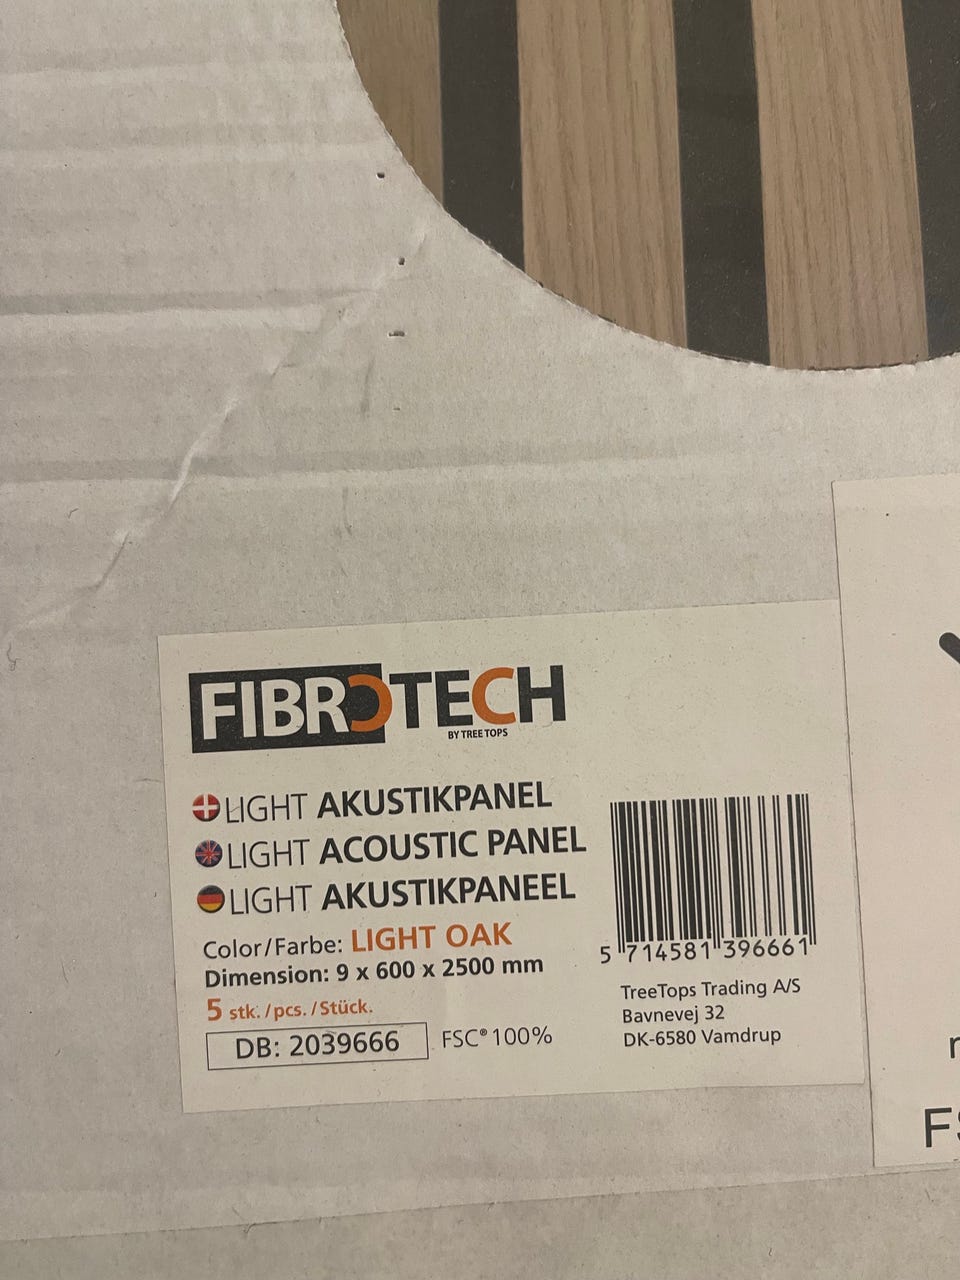 FIBROTECH
BY TREE TOPS
LIGHT AKUSTIKPANEL
LIGHT ACOUSTIC PANEL
LIGHT AKUSTIKPANEEL
Color/Farbe: LIGHT OAK
Dimension: 9 x 600 x 2500 mm
5 stk./pcs./Stück.
DB: 2039666 FSC® 100%
5 714581 396661
TreeTops Trading A/S
Bavnevej 32
DK-6580 Vamdrup